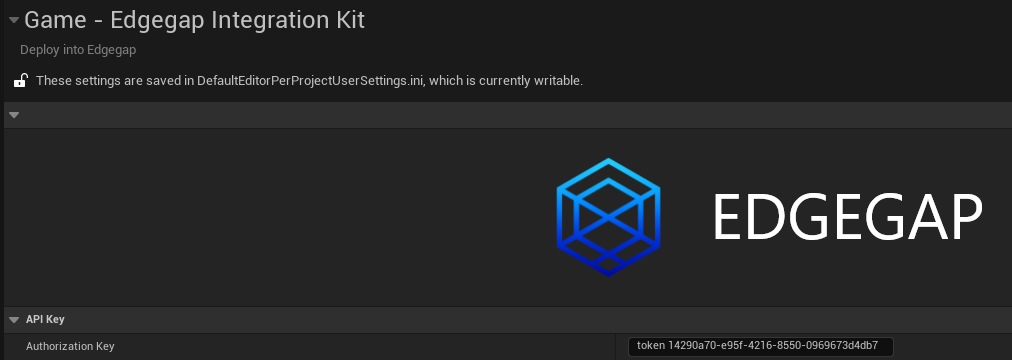 Game - Edgegap Integration Kit
Deploy into Edgegap
These settings are saved in DefaultEditorPerProjectUserSettings.ini, which is currently writable.
EDGEGAP
API Key
Authorization Key
token 14290a70-e95f-4216-8550-0969673d4db7